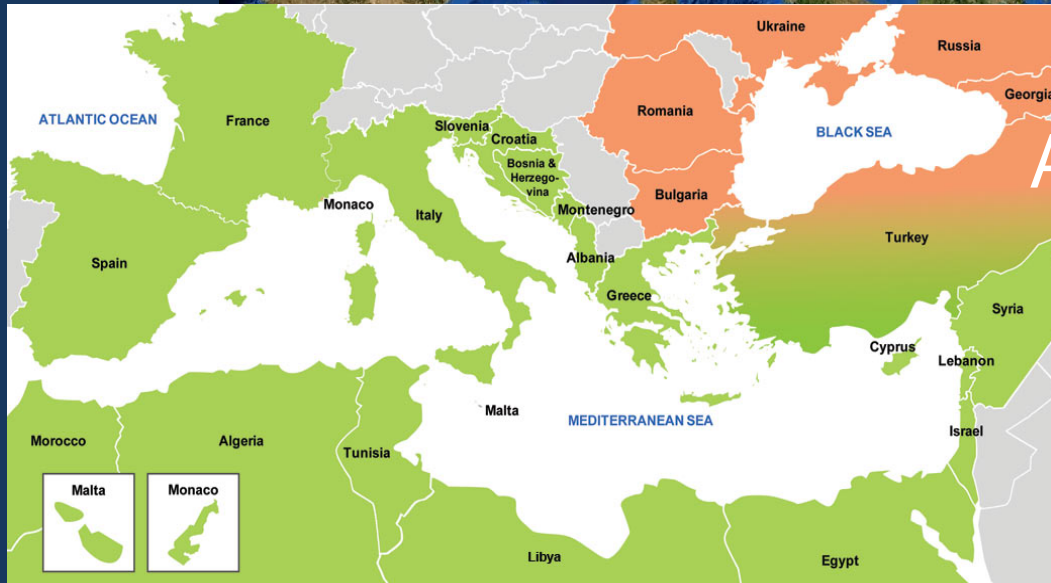 Ukraine
Russia
Georgia
ATLANTIC OCEAN
France
Slovenia
Croatia
Romania
BLACK SEA
A
Bosnia &
Herzego-
vina
Bulgaria
Monaco
Italy
Montenegro
Turkey
Spain
Albania
Greece
Syria
Cyprus
Lebanon
Malta
MEDITERRANEAN SEA
Israel
Morocco
Algeria
Tunisia
Malta
Monaco
Libya
Egypt